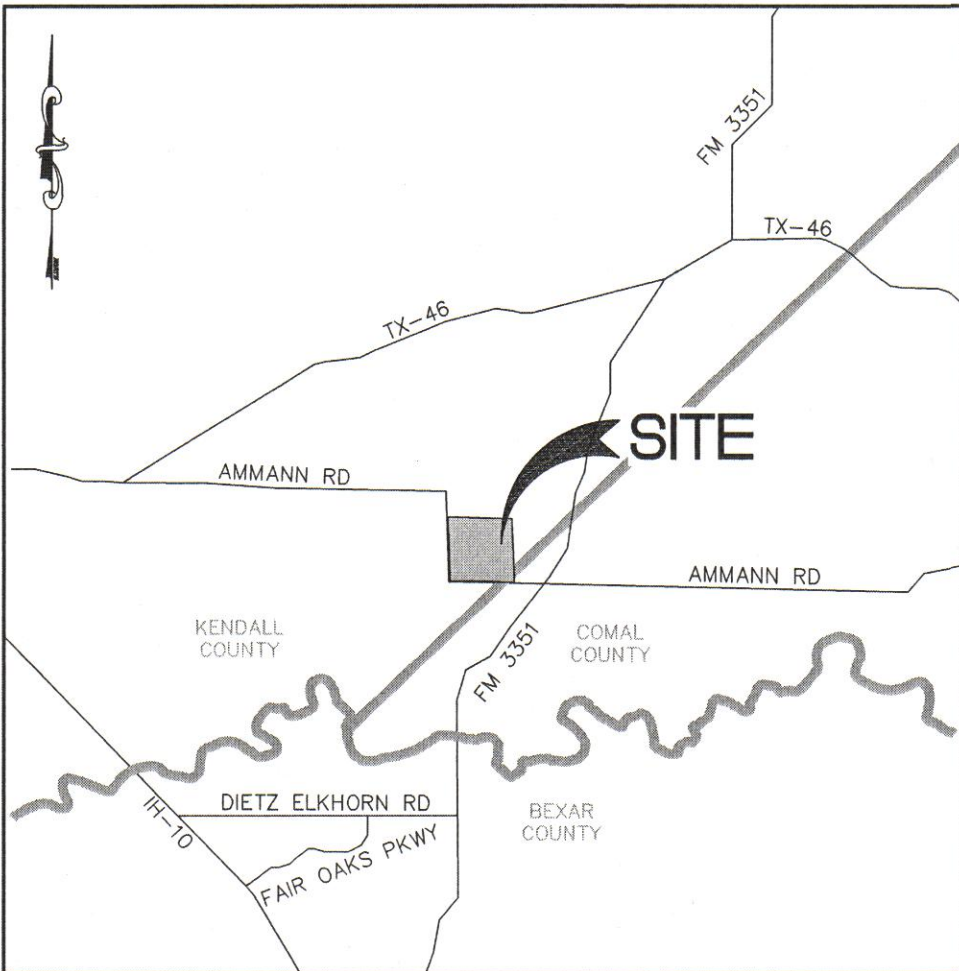 FM 3351
TX-46
TX-46
SITE
AMMANN RD
AMMANN RD
KENDALL
COUNTY
COMAL
COUNTY
FM 3351
IH-10
DIETZ ELKHORN RD
BEXAR
COUNTY
FAIR OAKS PKWY